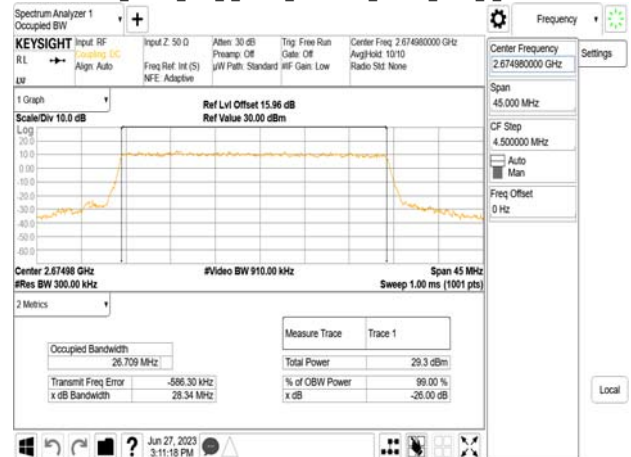 Spectrum Analyzer 1
Occupied BW
Frequency
KEYSIGHT
Input: RF
Coupling: DC
Align: Auto
Input Z: 50 Ω
Freq Ref: Int (S)
NFE: Adaptive
Atten: 30 dB
Preamp: Off
µW Path: Standard
Trig: Free Run
Gate: Off
#IF Gain: Low
Center Freq: 2.674980000 GHz
Avg|Hold: 10/10
Radio Std: None
R L
LU
1 Graph
Scale/Div 10.0 dB
Ref Lvl Offset 15.96 dB
Ref Value 30.00 dBm
Log
20.0
10.0
0.00
-10.0
-20.0
-30.0
-40.0
-50.0
-60.0
Center 2.67498 GHz
#Res BW 300.00 kHz
#Video BW 910.00 kHz
Span 45 MHz
Sweep 1.00 ms (1001 pts)
2 Metrics
Measure Trace Trace 1
Occupied Bandwidth
26.709 MHz
Total Power 29.3 dBm
Transmit Freq Error -586.30 kHz
% of OBW Power 99.00 %
x dB Bandwidth 28.34 MHz
x dB -26.00 dB
Center Frequency
2.674980000 GHz
Settings
Span
45.000 MHz
CF Step
4.500000 MHz
Auto
Man
Freq Offset
0 Hz
Local
?
Jun 27, 2023
3:11:18 PM